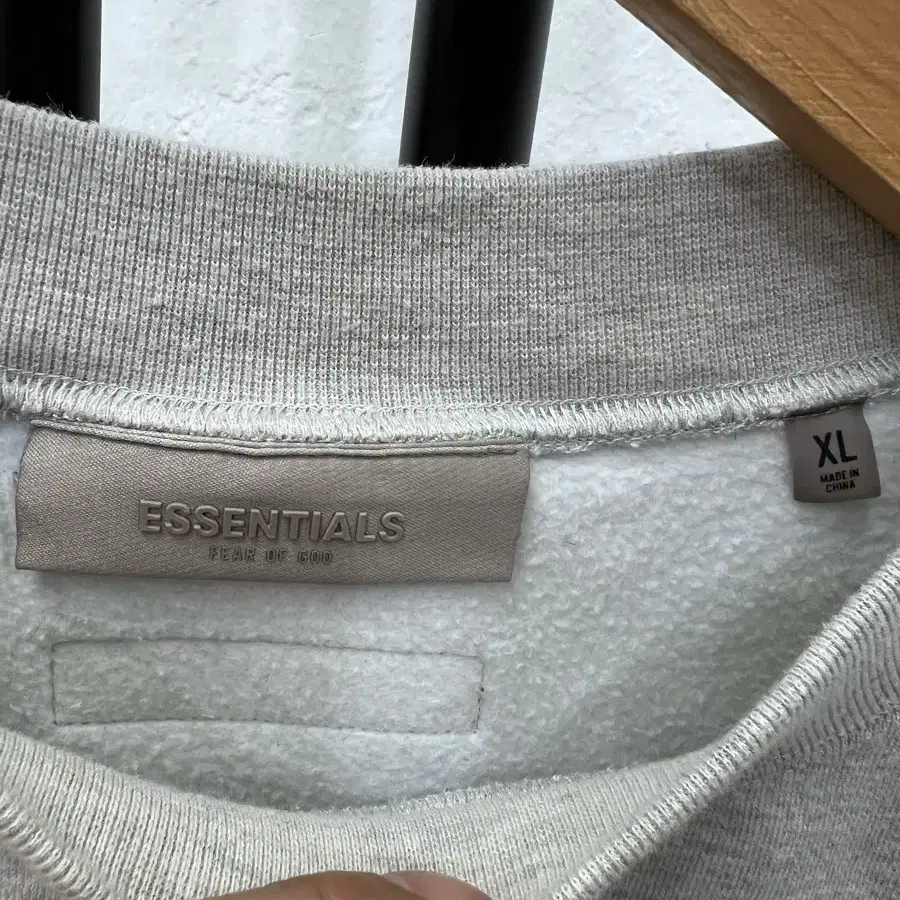 ESSENTIALS
FEAR OF GOD
XL
MADE IN
CHINA